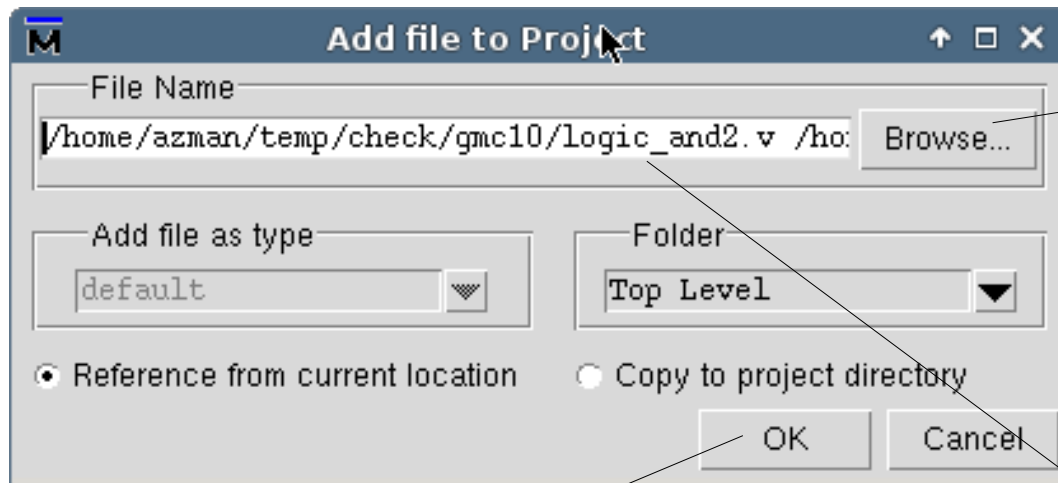 M Add file to Project
File Name
/home/azman/temp/check/gmc10/logic_and2.v /ho
Browse...
Add file as type
Folder
default
Top Level
Reference from current location
Copy to project directory
OK
Cancel